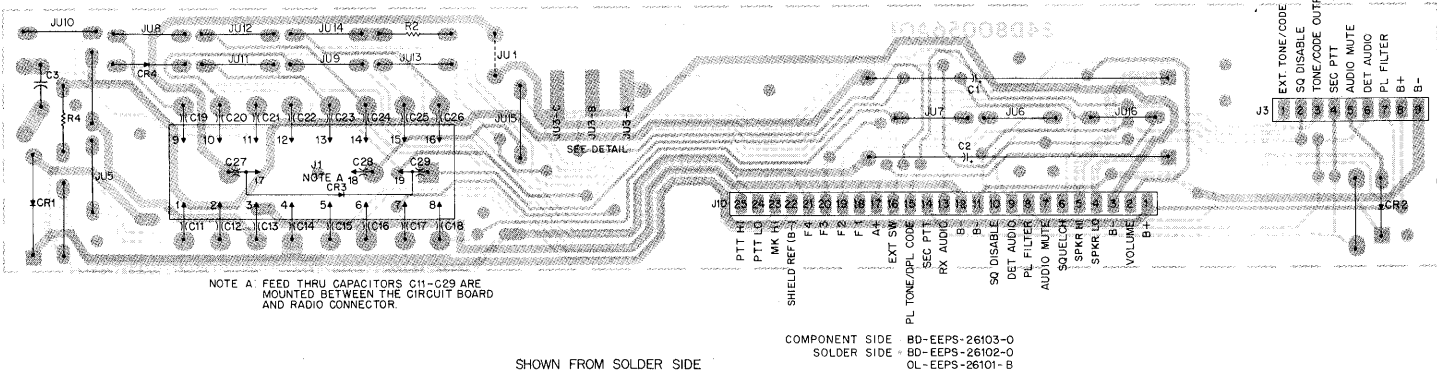 JU10
JU8
JU12
JU14
R2
CR4
JU11
JU9
JU13
JU1
C3
R4
JU5
CR1
C19
C20
C21
C22
C23
C24
C25
C26
9
10
11
12
13
14
15
16
C27
17
J1
NOTE A
CR3
C28
18
C29
19
1
2
3
4
5
6
7
8
C11
C12
C13
C14
C15
C16
C17
C18
JU15
JU3-C
JU3-B
JU3-A
SEE DETAIL
C1
JU7
JU6
JU16
C2
J10
25 24 23 22 21 20 19 18 17 16 15 14 13 12 11 10 9 8 7 6 5 4 3 2 1
PTT HI
PTT LO
MK HI
SHIELD REF (B-)
F4
F3
F2
F1
A+
EXT SW
PL TONE/DPL CODE
SEC PTT
RX AUDIO
B-
B-
SQ DISABLE
DET AUDIO
PL FILTER
AUDIO MUTE
SQUELCH
SPKR HI
SPKR LO
B-
VOLUME
B+
EXT. TONE/CODE
SQ DISABLE
TONE/CODE OUTP
SEC PTT
AUDIO MUTE
DET AUDIO
PL FILTER
B+
B-
J3
1 2 3 4 5 6 7 8 9
CR2
NOTE A: FEED THRU CAPACITORS C11-C29 ARE
MOUNTED BETWEEN THE CIRCUIT BOARD
AND RADIO CONNECTOR.
SHOWN FROM SOLDER SIDE
COMPONENT SIDE BD-EEPS-26103-O
SOLDER SIDE BD-EEPS-26102-O
OL-EEPS-26101-B